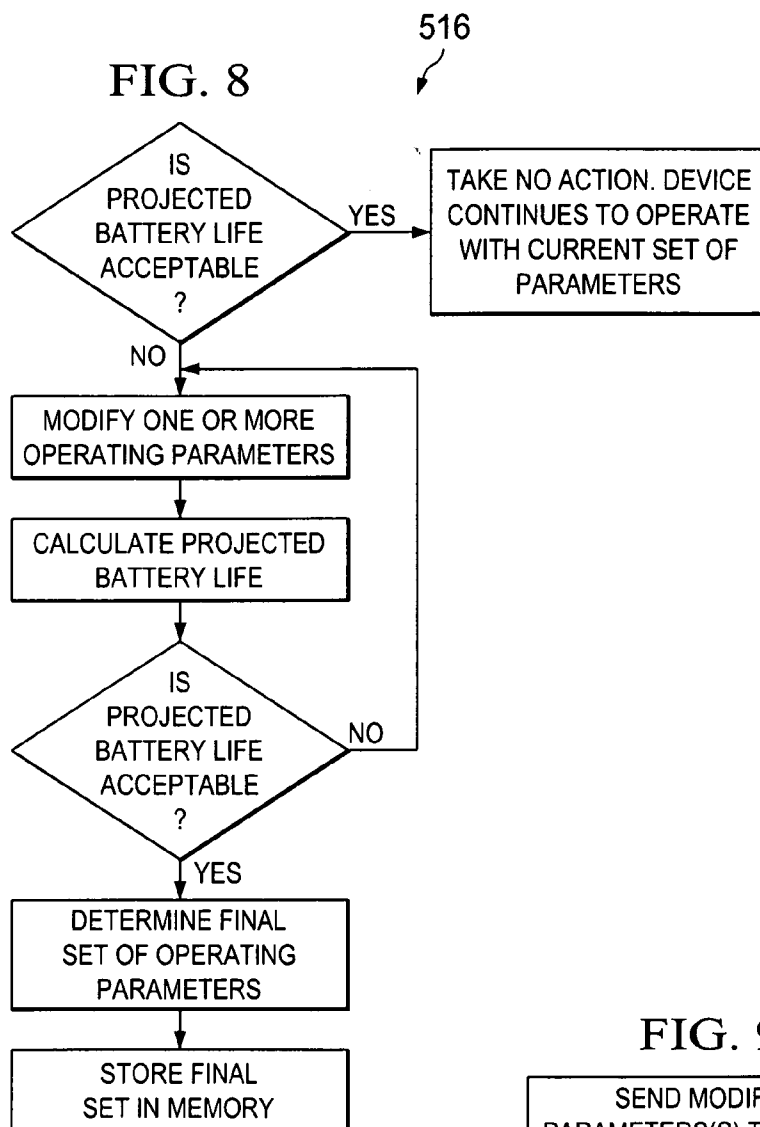 516
FIG. 8
IS
PROJECTED
BATTERY LIFE
ACCEPTABLE
?
YES
TAKE NO ACTION. DEVICE
CONTINUES TO OPERATE
WITH CURRENT SET OF
PARAMETERS
NO
MODIFY ONE OR MORE
OPERATING PARAMETERS
CALCULATE PROJECTED
BATTERY LIFE
IS
PROJECTED
BATTERY LIFE
ACCEPTABLE
?
NO
YES
DETERMINE FINAL
SET OF OPERATING
PARAMETERS
STORE FINAL
SET IN MEMORY
FIG. 9
SEND